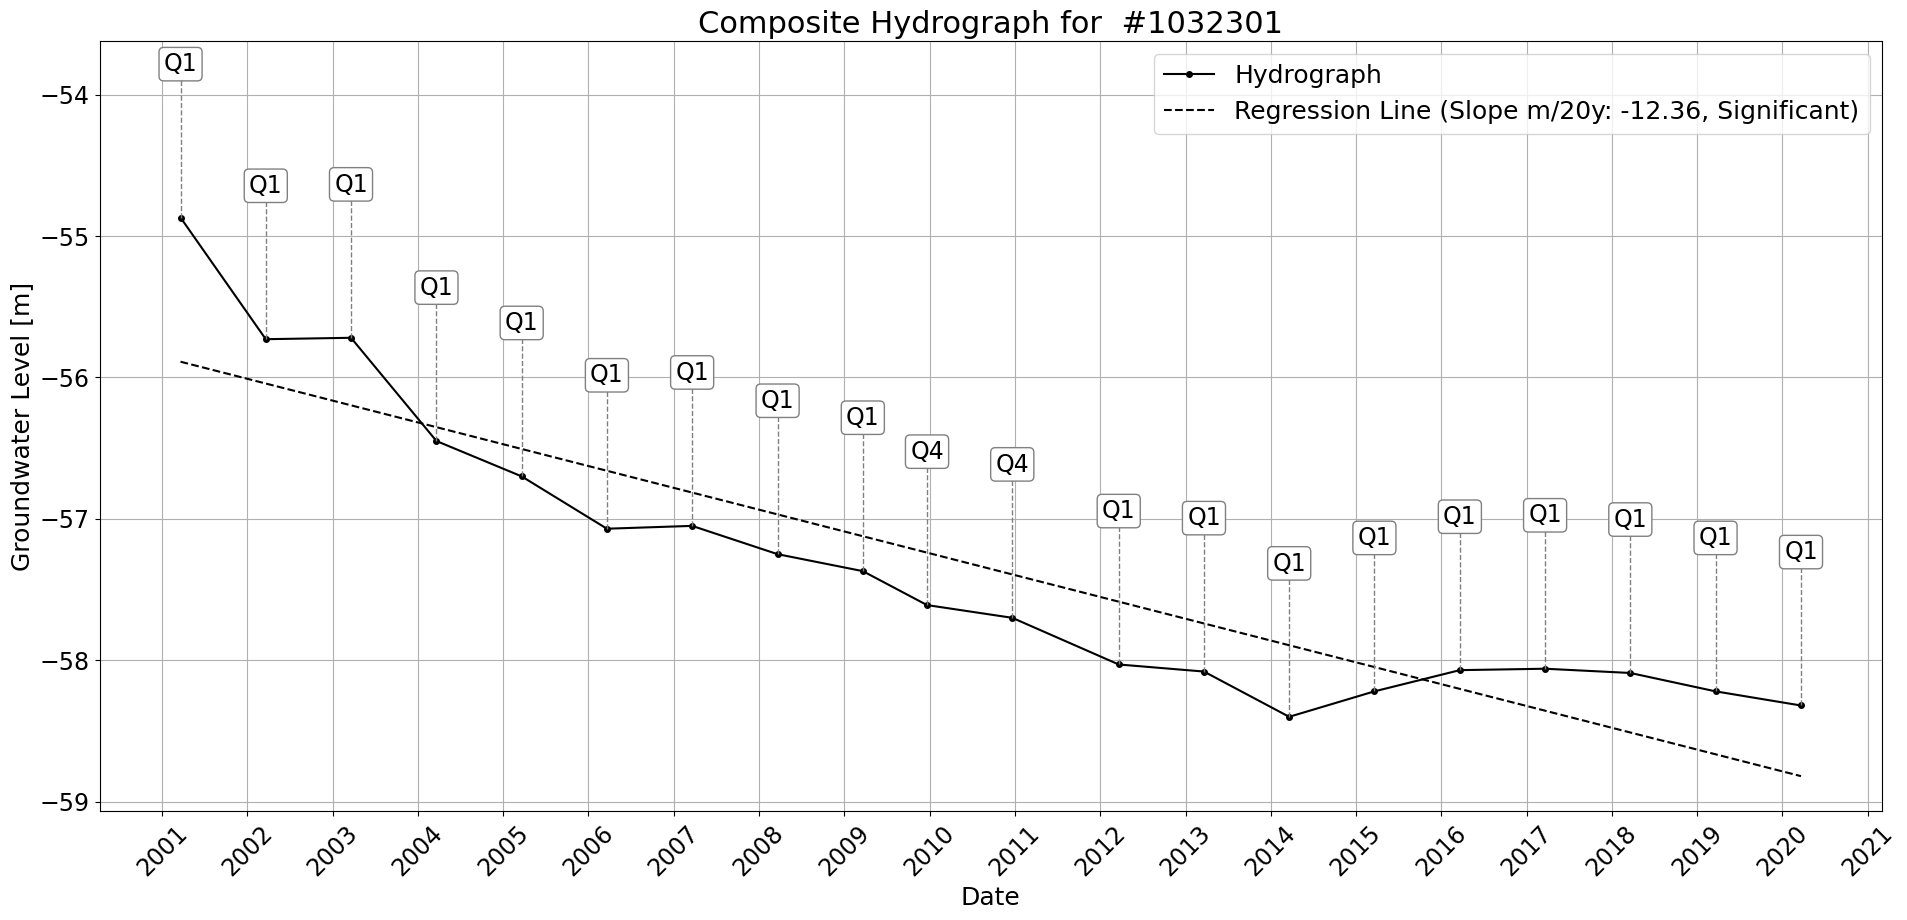 Composite Hydrograph for  #1032301
Hydrograph
Regression Line (Slope m/20y: -12.36, Significant)
Groundwater Level [m]
−54
−55
−56
−57
−58
−59
Q1
Q1
Q1
Q1
Q1
Q1
Q1
Q1
Q1
Q4
Q4
Q1
Q1
Q1
Q1
Q1
Q1
Q1
Q1
Q1
2001
2002
2003
2004
2005
2006
2007
2008
2009
2010
2011
2012
2013
2014
2015
2016
2017
2018
2019
2020
2021
Date